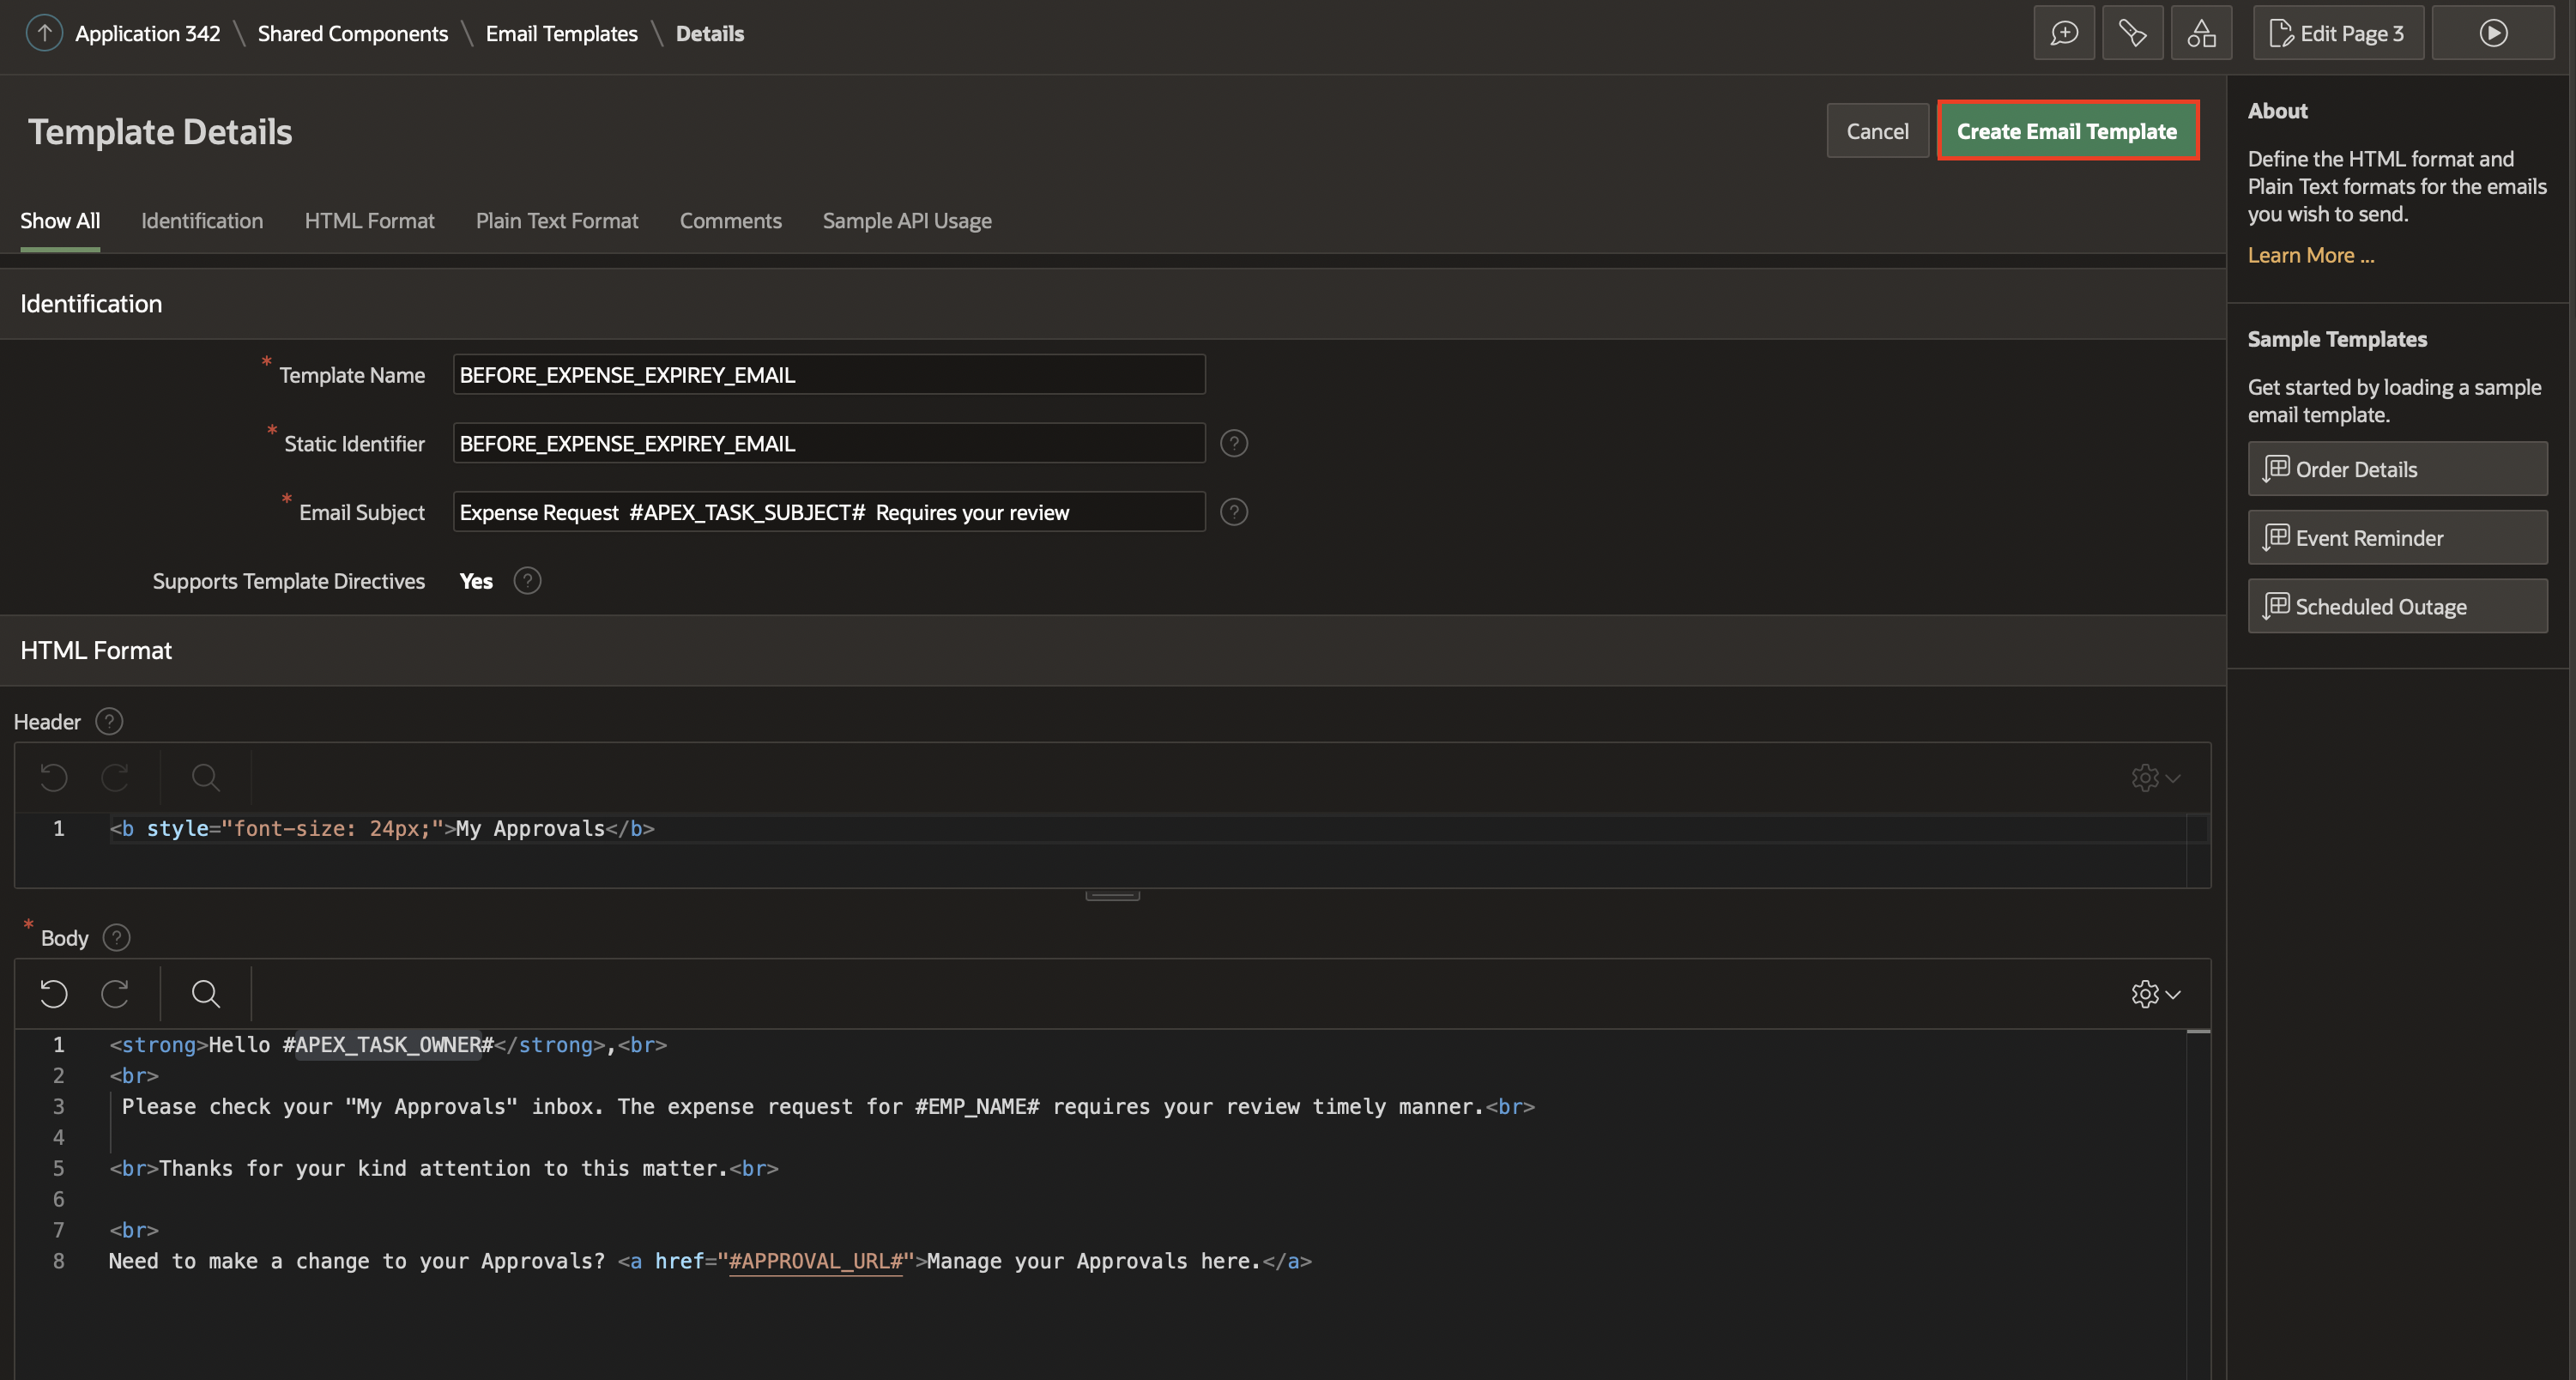 Application 342 \ Shared Components \ Email Templates \ Details
Edit Page 3
Template Details
Cancel
Create Email Template
Show All Identification HTML Format Plain Text Format Comments Sample API Usage
Identification
* Template Name BEFORE_EXPENSE_EXPIREY_EMAIL
* Static Identifier BEFORE_EXPENSE_EXPIREY_EMAIL ?
* Email Subject Expense Request  #APEX_TASK_SUBJECT#  Requires your review ?
Supports Template Directives Yes ?
HTML Format
Header ?
1 <b style="font-size: 24px;">My Approvals</b>
* Body ?
1 <strong>Hello #APEX_TASK_OWNER#</strong>,<br>
2 <br>
3 Please check your "My Approvals" inbox. The expense request for #EMP_NAME# requires your review timely manner.<br>
4
5 <br>Thanks for your kind attention to this matter.<br>
6
7 <br>
8 Need to make a change to your Approvals? <a href="#APPROVAL_URL#">Manage your Approvals here.</a>
About
Define the HTML format and
Plain Text formats for the emails
you wish to send.
Learn More ...
Sample Templates
Get started by loading a sample
email template.
Order Details
Event Reminder
Scheduled Outage